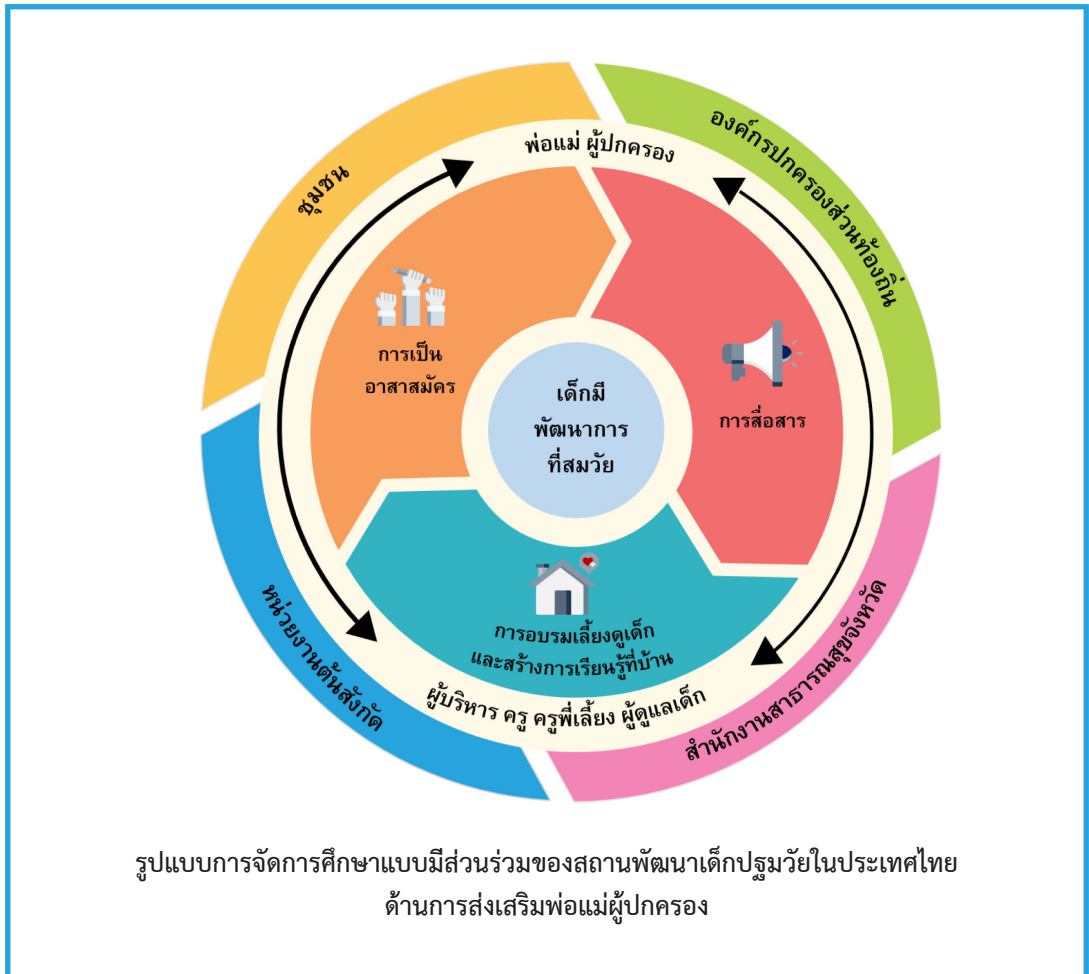 ชุมชน
องค์กรปกครองส่วนท้องถิ่น
พ่อแม่ ผู้ปกครอง
การเป็น
อาสาสมัคร
การสื่อสาร
เด็กมี
พัฒนาการ
ที่สมวัย
การอบรมเลี้ยงดูเด็ก
และสร้างการเรียนรู้ที่บ้าน
ผู้บริหาร ครู ครูพี่เลี้ยง ผู้ดูแลเด็ก
หน่วยงานต้นสังกัด
สำนักงานสาธารณสุขจังหวัด
รูปแบบการจัดการศึกษาแบบมีส่วนร่วมของสถานพัฒนาเด็กปฐมวัยในประเทศไทย
ด้านการส่งเสริมพ่อแม่ผู้ปกครอง